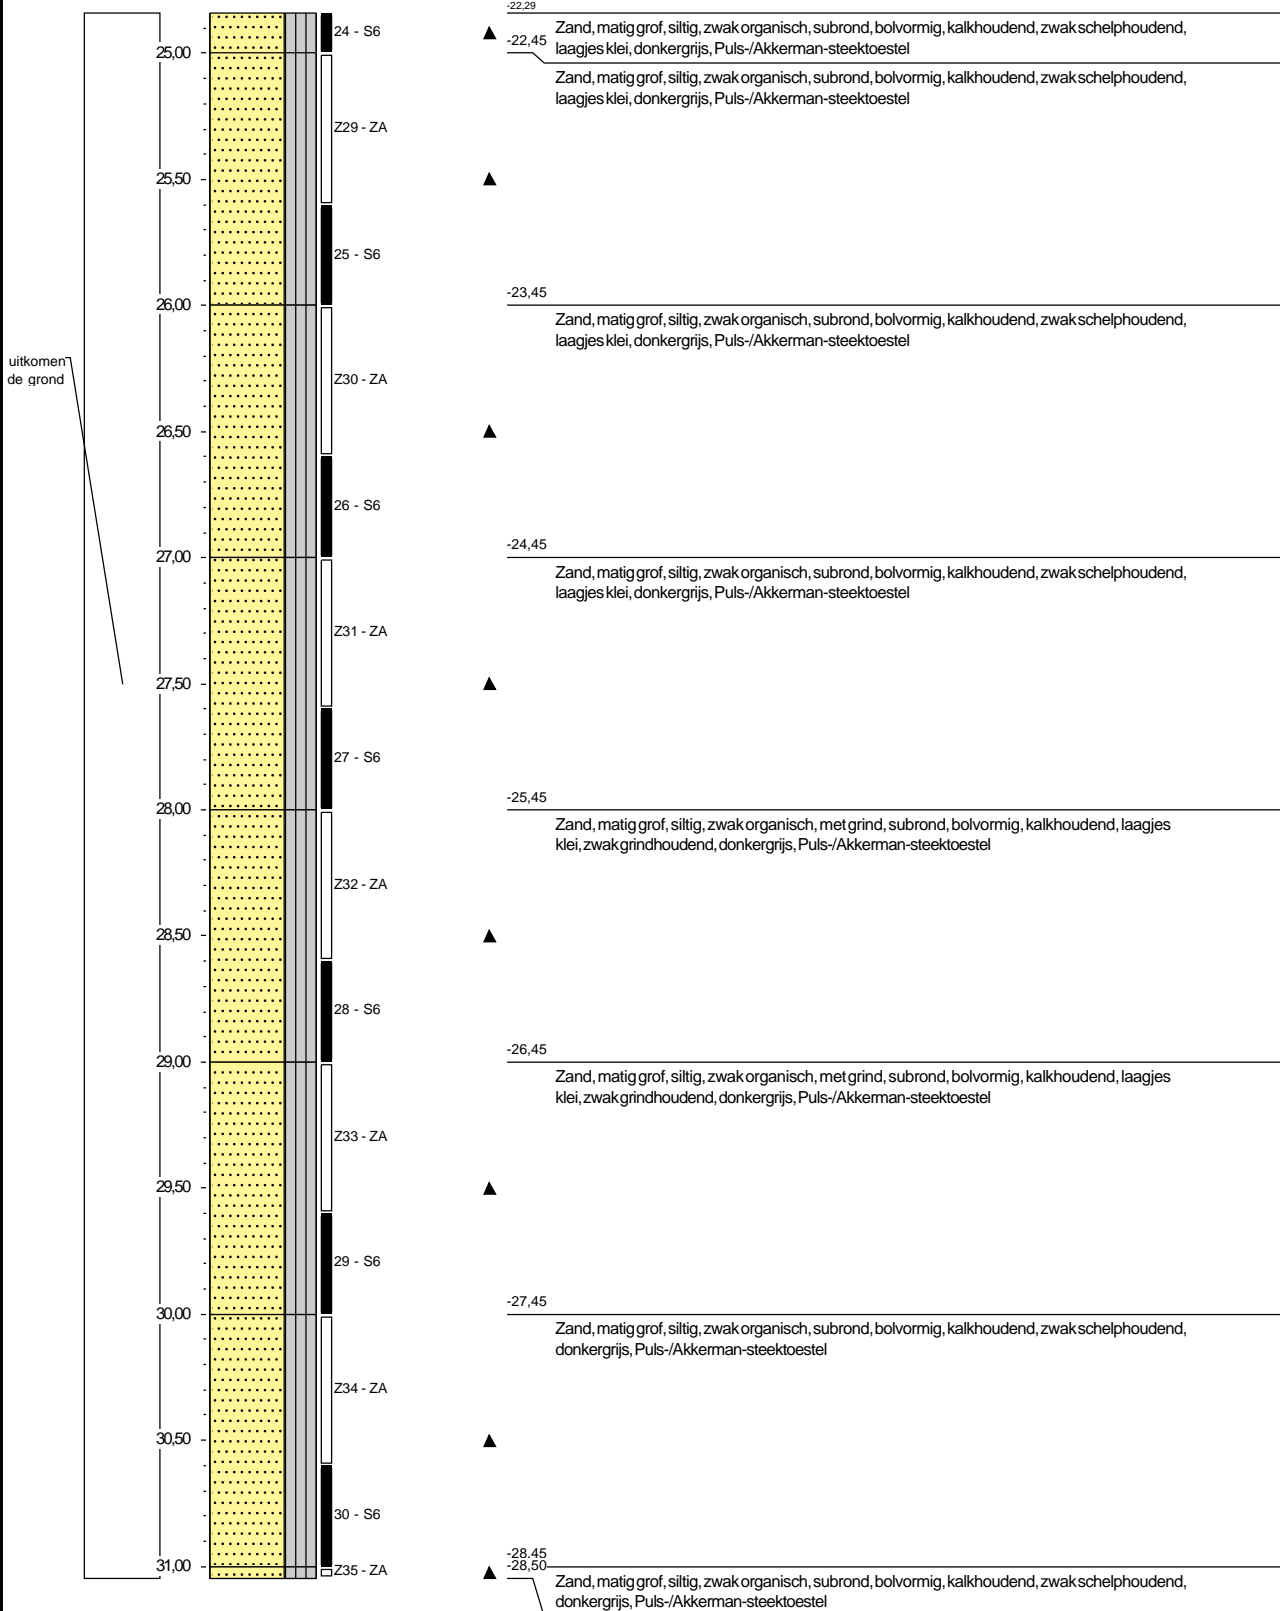 -22,29
24 - S6
Zand, matig grof, siltig, zwak organisch, subrond, bolvormig, kalkhoudend, zwak schelphoudend,
laagjes klei, donkergrijs, Puls-/Akkerman-steektoestel
25,00
-22,45
Zand, matig grof, siltig, zwak organisch, subrond, bolvormig, kalkhoudend, zwak schelphoudend,
laagjes klei, donkergrijs, Puls-/Akkerman-steektoestel
Z29 - ZA
25,50
25 - S6
26,00
-23,45
Zand, matig grof, siltig, zwak organisch, subrond, bolvormig, kalkhoudend, zwak schelphoudend,
laagjes klei, donkergrijs, Puls-/Akkerman-steektoestel
uitkomen
de grond
Z30 - ZA
26,50
26 - S6
27,00
-24,45
Zand, matig grof, siltig, zwak organisch, subrond, bolvormig, kalkhoudend, zwak schelphoudend,
laagjes klei, donkergrijs, Puls-/Akkerman-steektoestel
Z31 - ZA
27,50
27 - S6
28,00
-25,45
Zand, matig grof, siltig, zwak organisch, met grind, subrond, bolvormig, kalkhoudend, laagjes
klei, zwak grindhoudend, donkergrijs, Puls-/Akkerman-steektoestel
Z32 - ZA
28,50
28 - S6
29,00
-26,45
Zand, matig grof, siltig, zwak organisch, met grind, subrond, bolvormig, kalkhoudend, laagjes
klei, zwak grindhoudend, donkergrijs, Puls-/Akkerman-steektoestel
Z33 - ZA
29,50
29 - S6
30,00
-27,45
Zand, matig grof, siltig, zwak organisch, subrond, bolvormig, kalkhoudend, zwak schelphoudend,
donkergrijs, Puls-/Akkerman-steektoestel
Z34 - ZA
30,50
30 - S6
31,00
-28,45
-28,50
Z35 - ZA
Zand, matig grof, siltig, zwak organisch, subrond, bolvormig, kalkhoudend, zwak schelphoudend,
donkergrijs, Puls-/Akkerman-steektoestel